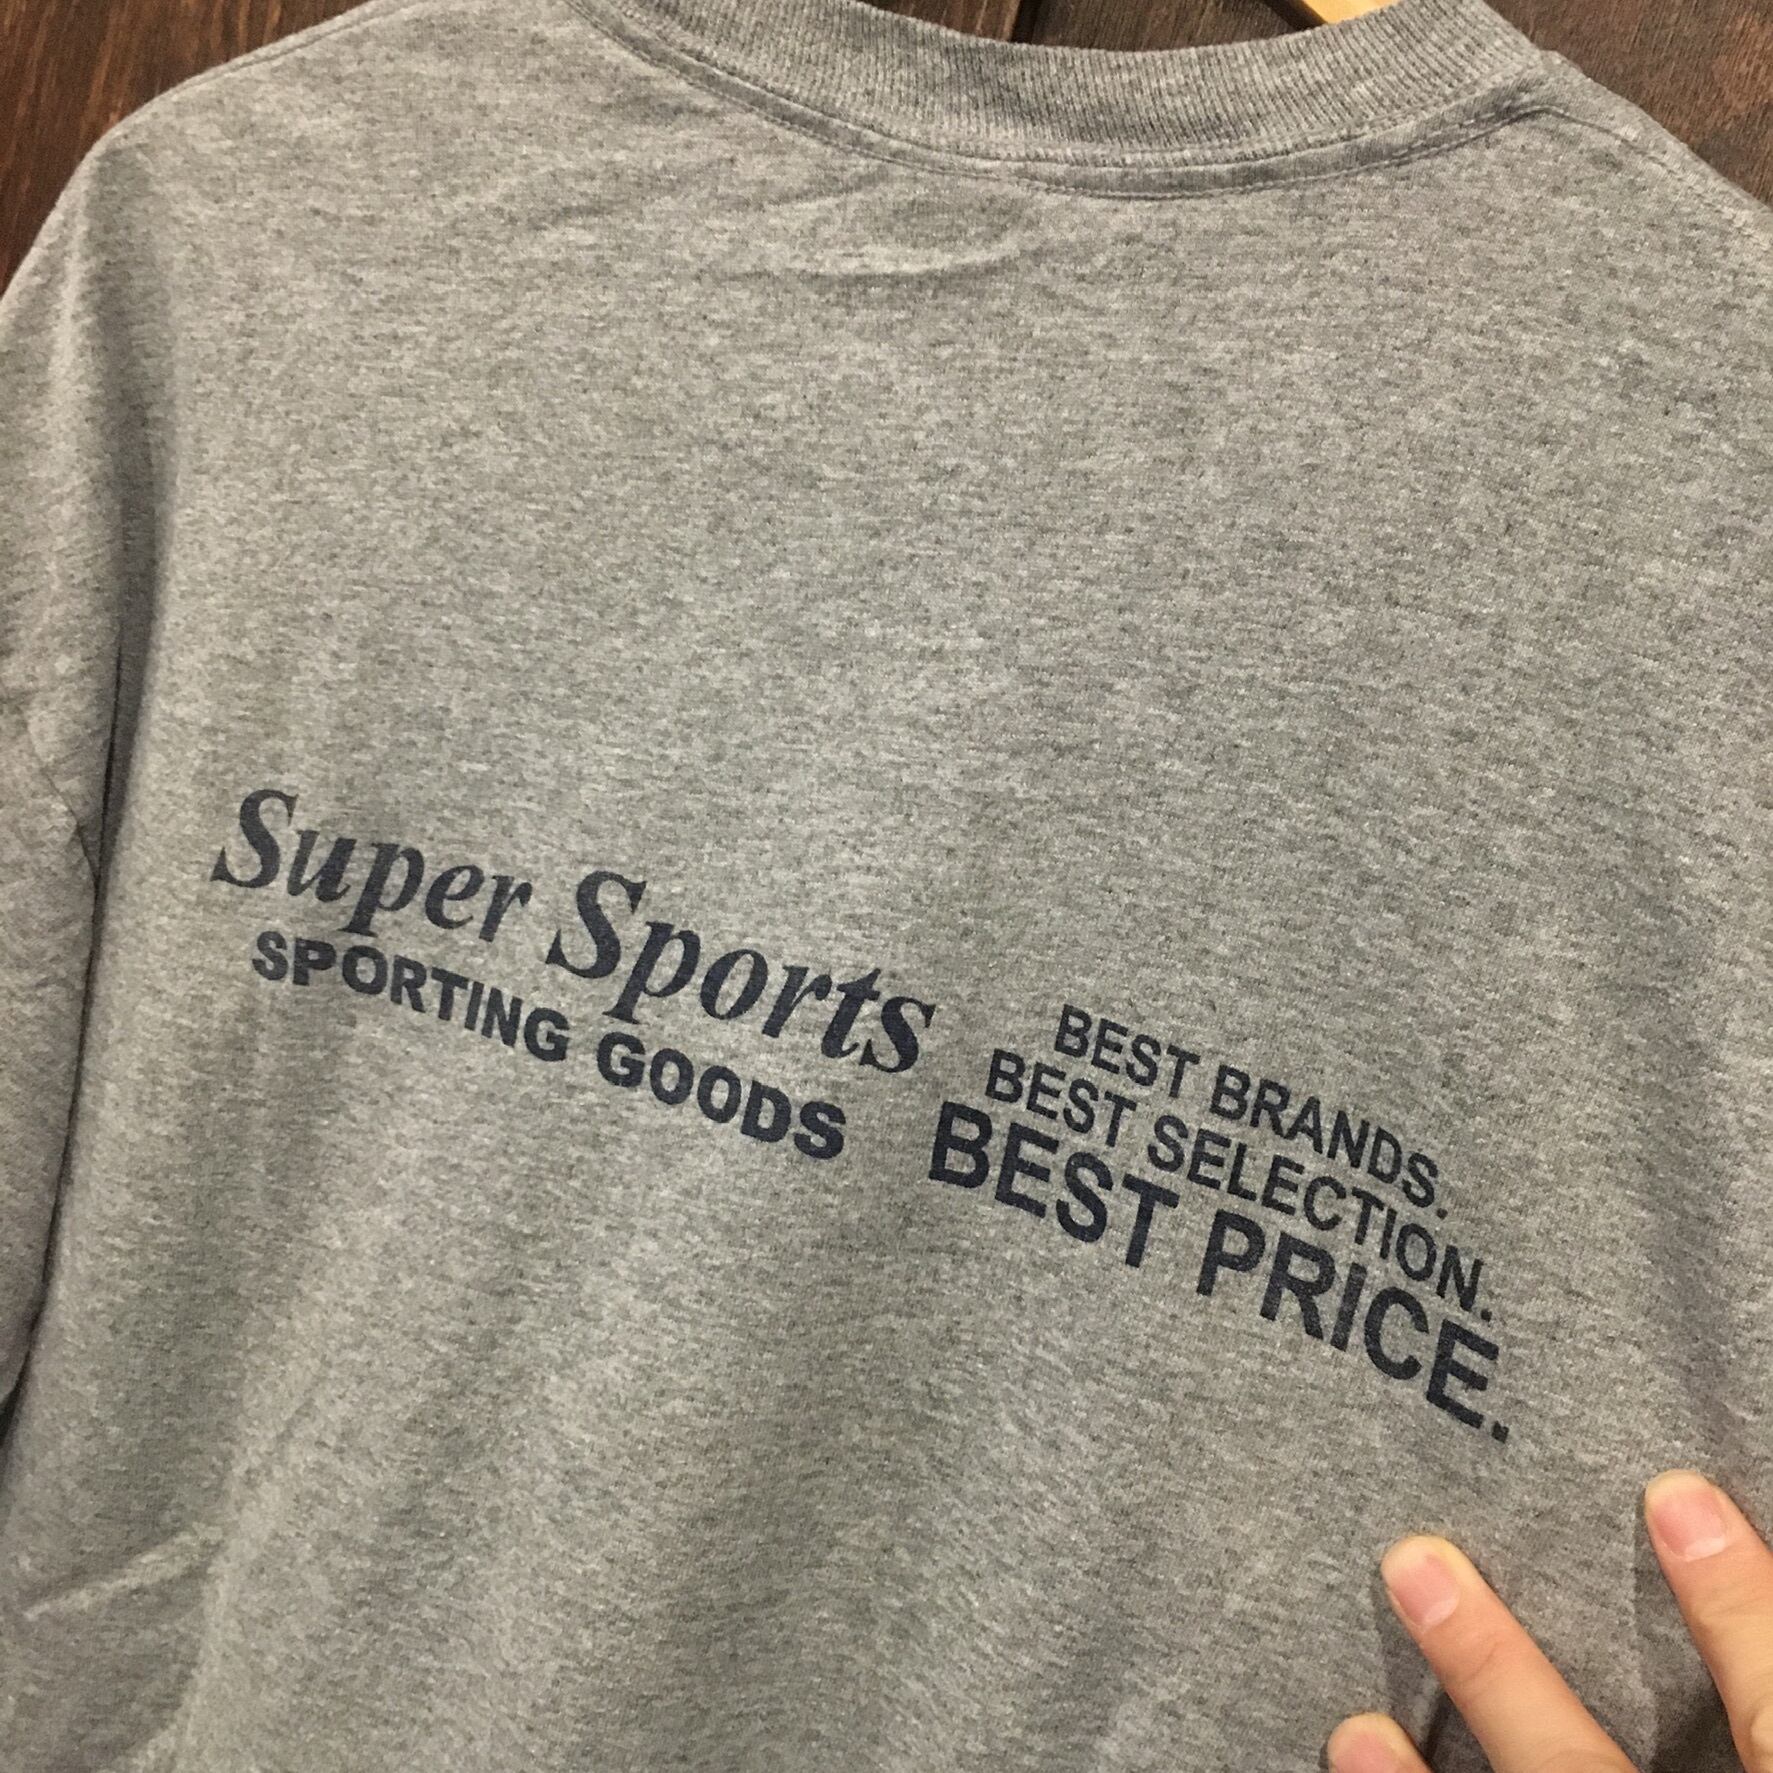 Super Sports
SPORTING GOODS
BEST BRANDS.
BEST SELECTION.
BEST PRICE.